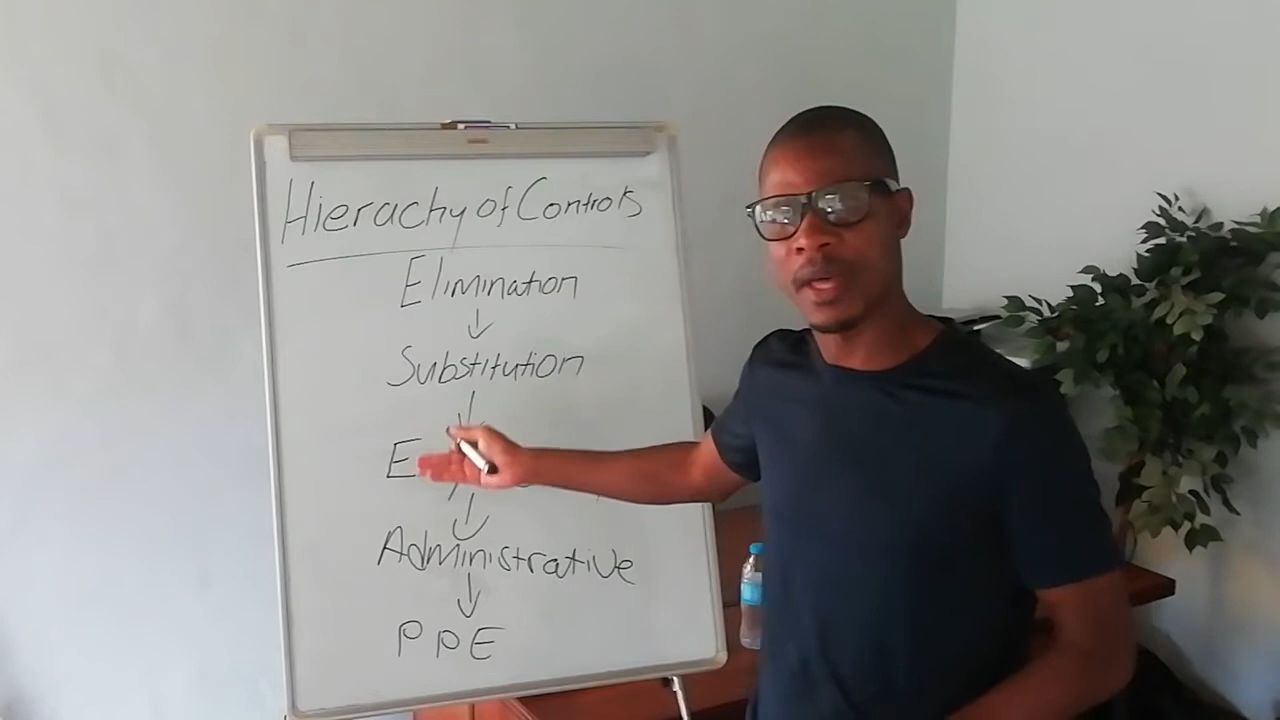 Hierachy of Controls
Elimination
Substitution
E
Administrative
PPE